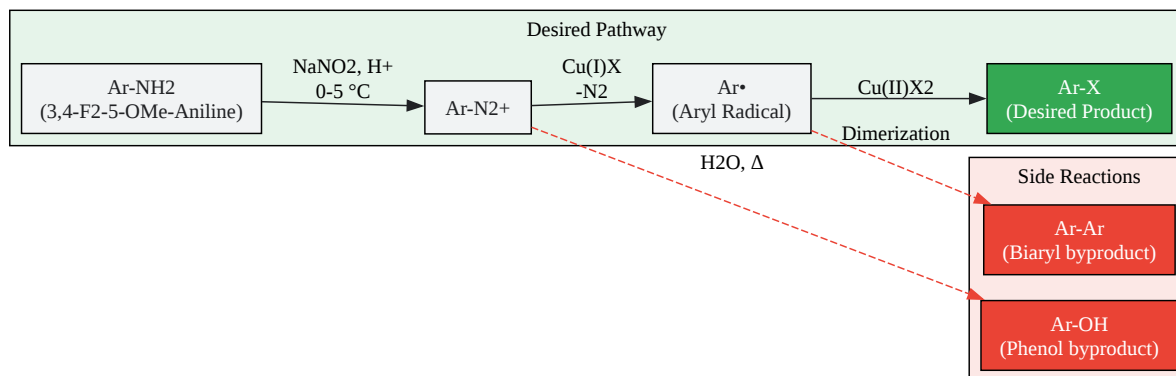 Desired Pathway
Ar-NH2
(3,4-F2-5-OMe-Aniline)
NaNO2, H+
0-5 °C
Ar-N2+
Cu(I)X
-N2
Ar•
(Aryl Radical)
Cu(II)X2
Ar-X
(Desired Product)
Dimerization
H2O, Δ
Side Reactions
Ar-Ar
(Biaryl byproduct)
Ar-OH
(Phenol byproduct)